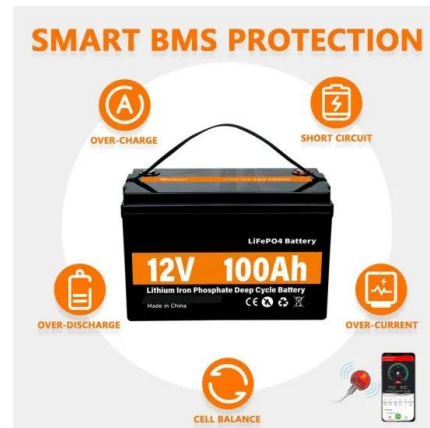 SMART BMS PROTECTION
A
OVER-CHARGE
SHORT CIRCUIT
LiFePO4 Battery
12V 100Ah
Lithium Iron Phosphate Deep Cycle Battery
Made in China
CE
OVER-DISCHARGE
OVER-CURRENT
CELL BALANCE